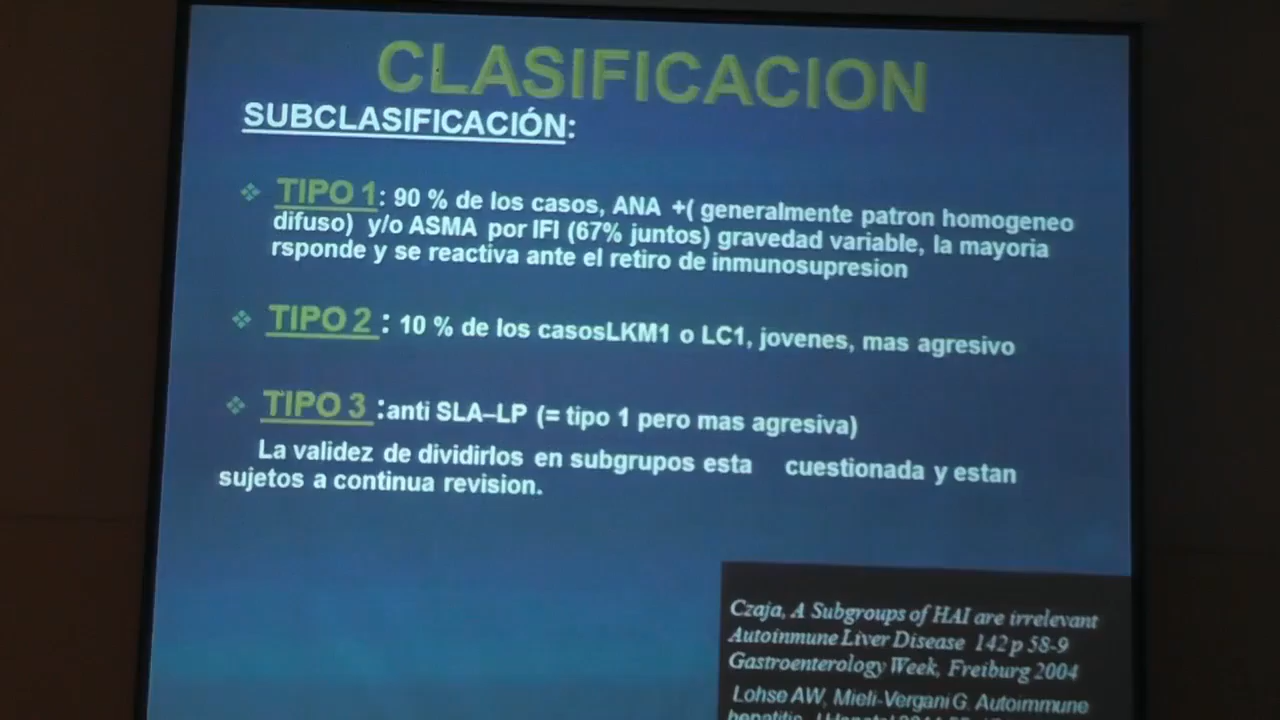 CLASIFICACION
SUBCLASIFICACIÓN:
❖ TIPO 1: 90 % de los casos, ANA +( generalmente patron homogeneo
difuso) y/o ASMA por IFI (67% juntos) gravedad variable, la mayoria
rsponde y se reactiva ante el retiro de inmunosupresion
❖ TIPO 2 : 10 % de los casosLKM1 o LC1, jovenes, mas agresivo
❖ TIPO 3 :anti SLA–LP (= tipo 1 pero mas agresiva)
La validez de dividirlos en subgrupos esta cuestionada y estan
sujetos a continua revision.
Czaja, A Subgroups of HAI are irrelevant
Autoinmune Liver Disease 142 p 58-9
Gastroenterology Week, Freiburg 2004
Lohse AW, Mieli-Vergani G. Autoimmune
hepatitis.